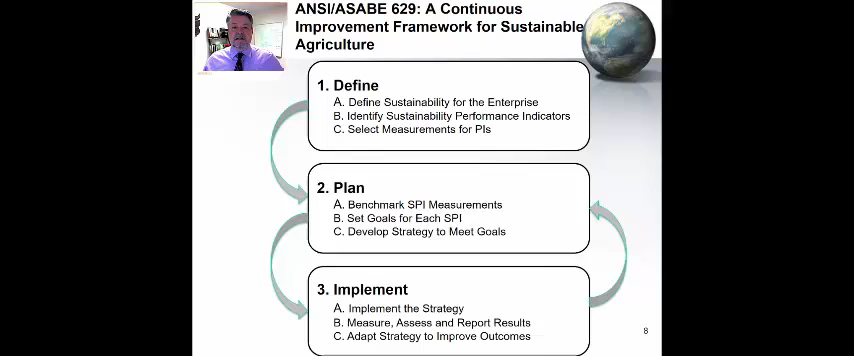 ANSI/ASABE 629: A Continuous
Improvement Framework for Sustainable
Agriculture
1. Define
A. Define Sustainability for the Enterprise
B. Identify Sustainability Performance Indicators
C. Select Measurements for PIs
2. Plan
A. Benchmark SPI Measurements
B. Set Goals for Each SPI
C. Develop Strategy to Meet Goals
3. Implement
A. Implement the Strategy
B. Measure, Assess and Report Results
C. Adapt Strategy to Improve Outcomes
8